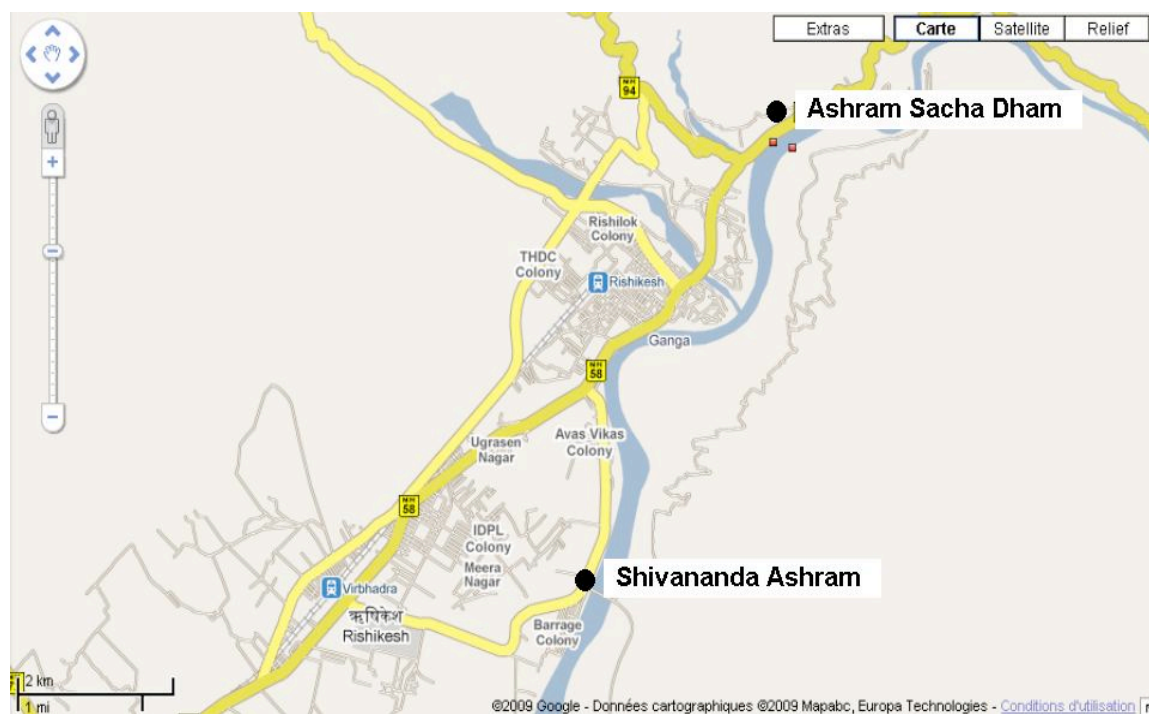 Extras
Carte
Satellite
Relief
NH
94
Ashram Sacha Dham
Rishilok
Colony
THDC
Colony
Rishikesh
Ganga
NH
58
Avas Vikas
Colony
Ugrasen
Nagar
NH
58
IDPL
Colony
Meera
Nagar
Shivananda Ashram
Virbhadra
ऋषिकेश
Rishikesh
Barrage
Colony
2 km
1 mi
©2009 Google - Données cartographiques ©2009 Mapabc, Europa Technologies - Conditions d'utilisation